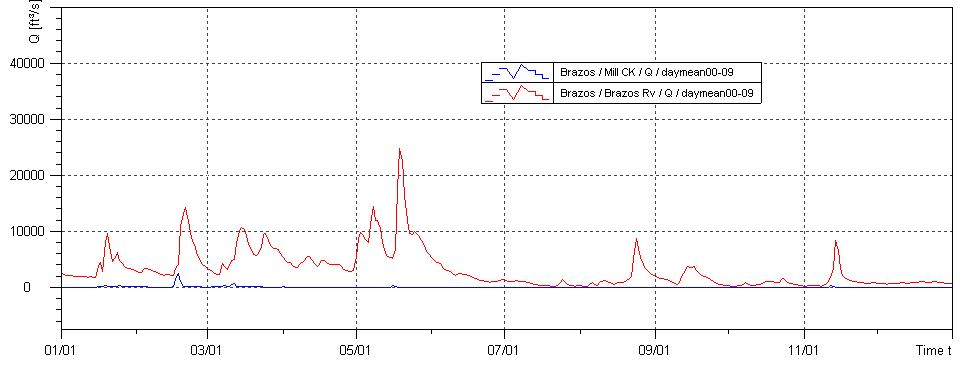 Q [ft³/s]
40000
Brazos / Mill CK / Q / daymean00-09
Brazos / Brazos Rv / Q / daymean00-09
30000
20000
10000
0
01/01 03/01 05/01 07/01 09/01 11/01 Time t